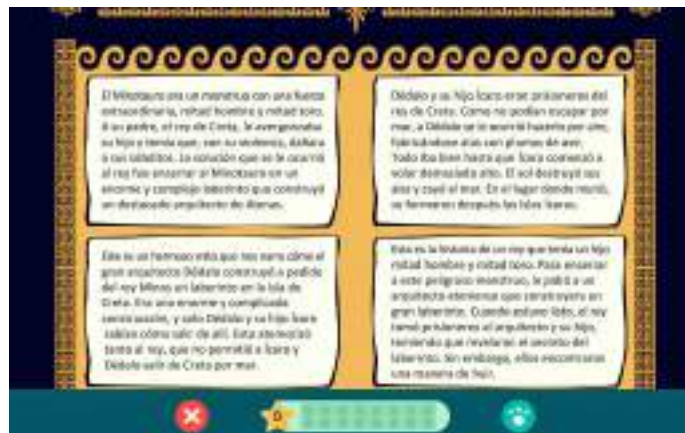 El Minotauro era un monstruo con una fuerza
extraordinaria, mitad hombre y mitad toro.
A su padre, el rey de Creta, le avergonzaba
su hijo y temía que, con su violencia, dañara
a sus súbditos. La solución que se le ocurrió
al rey fue encerrar al Minotauro en un
enorme y complejo laberinto que construyó
un destacado arquitecto de Atenas.
Dédalo y su hijo Ícaro eran prisioneros del
rey de Creta. Como no podían escapar por
mar, a Dédalo se le ocurrió hacerlo por aire,
fabricándose alas con plumas de ave.
Todo iba bien hasta que Ícaro comenzó a
volar demasiado alto. El sol destruyó sus
alas y cayó al mar. En el lugar donde murió,
se formaron después las islas Icaras.
Este es un hermoso mito que nos narra cómo el
gran arquitecto Dédalo construyó a pedido
del rey Minos un laberinto en la isla de
Creta. Era una enorme y complicada
construcción, y solo Dédalo y su hijo Ícaro
sabían cómo salir de allí. Esto atemorizó
tanto al rey, que no permitió a Ícaro y
Dédalo salir de Creta por mar.
Esta es la historia de un rey que tenía un hijo
mitad hombre y mitad toro. Para encerrar
a este peligroso monstruo, le pidió a un
arquitecto ateniense que construyera un
gran laberinto. Cuando estuvo listo, el rey
tomó prisioneros al arquitecto y su hijo,
temiendo que revelaran el secreto del
laberinto. Sin embargo, ellos encontraron
una manera de huir.
0